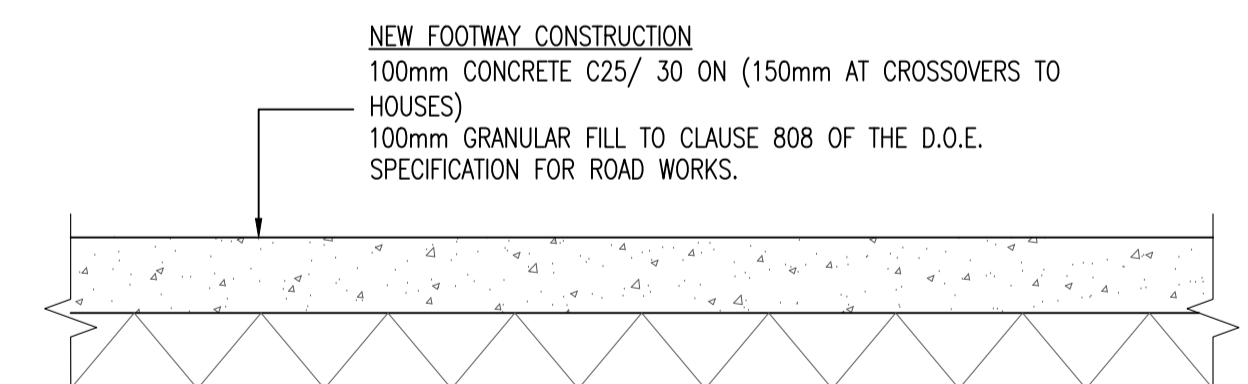 NEW FOOTWAY CONSTRUCTION
100mm CONCRETE C25/ 30 ON (150mm AT CROSSOVERS TO
HOUSES)
100mm GRANULAR FILL TO CLAUSE 808 OF THE D.O.E.
SPECIFICATION FOR ROAD WORKS.